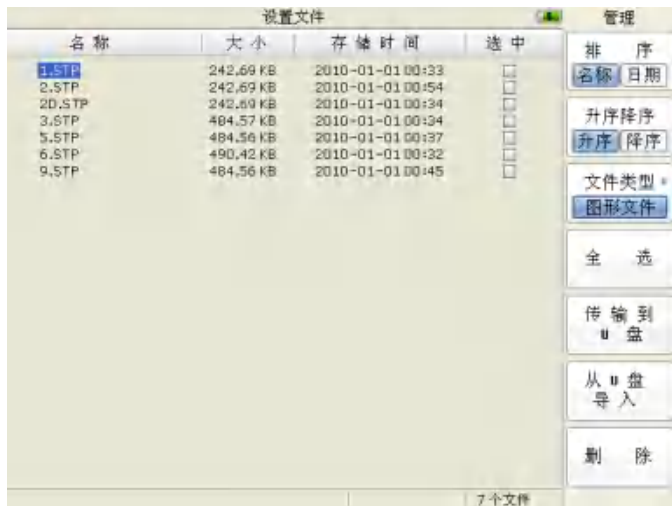 设置文件
管理
名称 大小 存储时间 选中
1.STP 242.69 KB 2010-01-01 00:33
2.STP 242.69 KB 2010-01-01 00:54
2D.STP 242.69 KB 2010-01-01 00:34
3.STP 484.57 KB 2010-01-01 00:34
5.STP 484.56 KB 2010-01-01 00:37
6.STP 490.42 KB 2010-01-01 00:32
9.STP 484.56 KB 2010-01-01 00:45
7个文件
排序
名称 日期
升序降序
升序 降序
文件类型
图形文件
全选
传输到
u 盘
从 u 盘
导入
删除